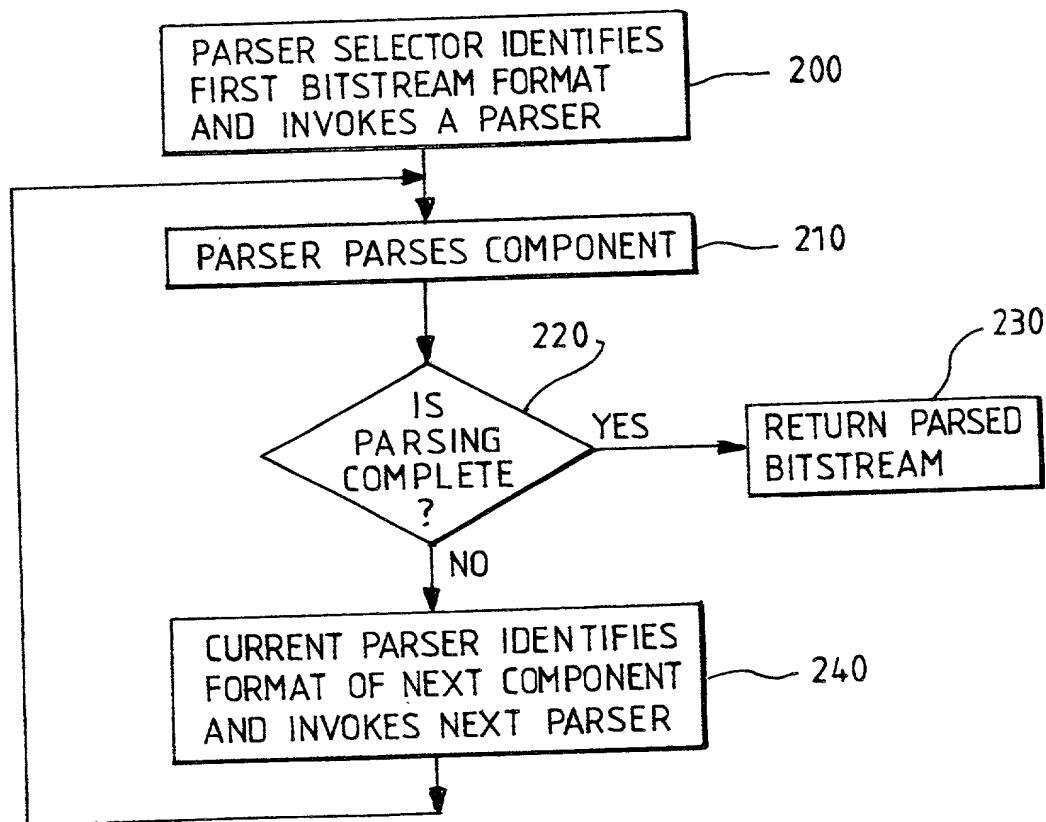 PARSER SELECTOR IDENTIFIES
FIRST BITSTREAM FORMAT
AND INVOKES A PARSER
200
PARSER PARSES COMPONENT
210
220
IS
PARSING
COMPLETE
?
YES
230
RETURN PARSED
BITSTREAM
NO
CURRENT PARSER IDENTIFIES
FORMAT OF NEXT COMPONENT
AND INVOKES NEXT PARSER
240